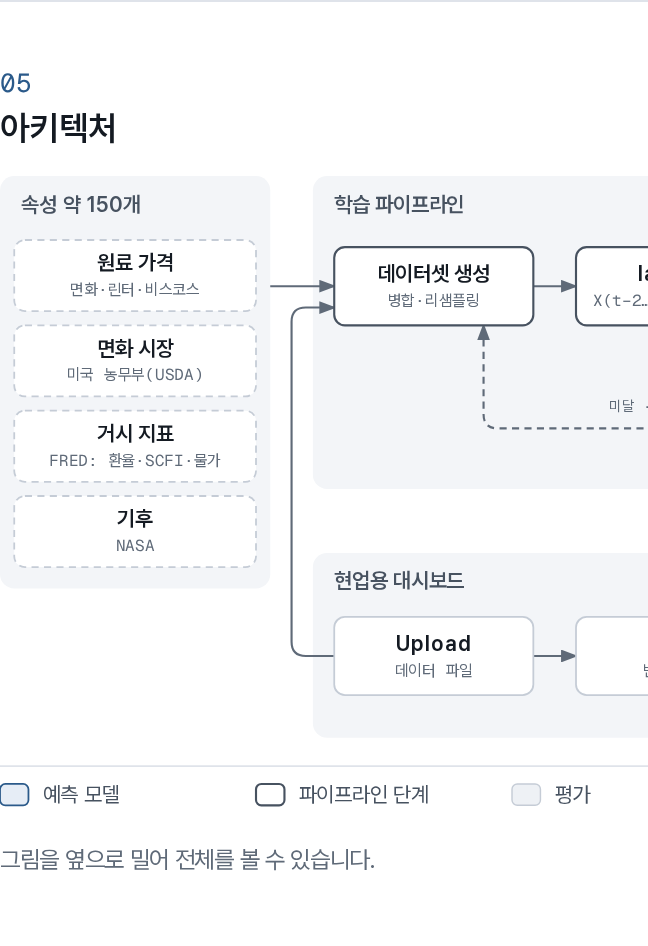 05
아키텍처
속성 약 150개
원료 가격
면화·린터·비스코스
면화 시장
미국 농무부(USDA)
거시 지표
FRED: 환율·SCFI·물가
기후
NASA
학습 파이프라인
데이터셋 생성
병합·리샘플링
X(t-2…
미달
현업용 대시보드
Upload
데이터 파일
예측 모델
파이프라인 단계
평가
그림을 옆으로 밀어 전체를 볼 수 있습니다.